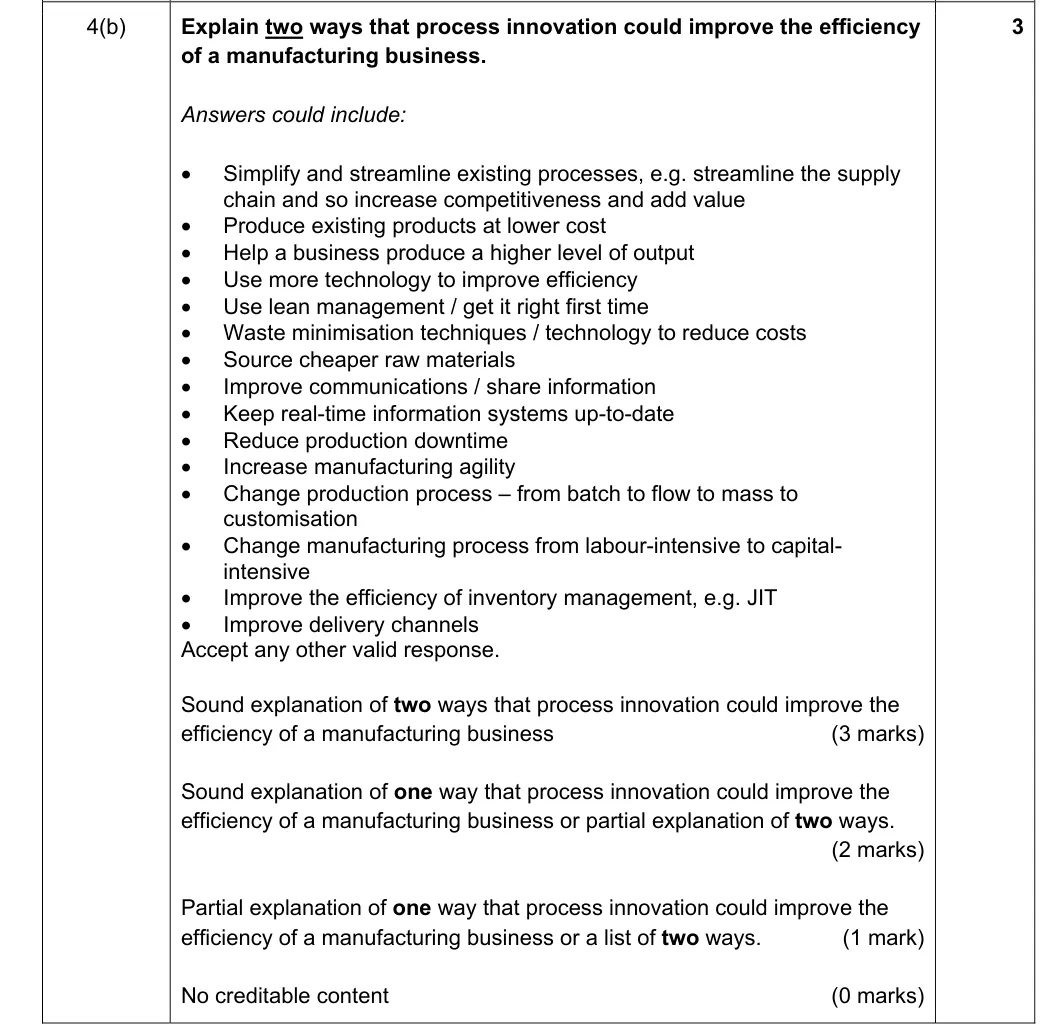 4(b)
Explain two ways that process innovation could improve the efficiency
of a manufacturing business.
3
Answers could include:
• Simplify and streamline existing processes, e.g. streamline the supply
chain and so increase competitiveness and add value
• Produce existing products at lower cost
• Help a business produce a higher level of output
• Use more technology to improve efficiency
• Use lean management / get it right first time
• Waste minimisation techniques / technology to reduce costs
• Source cheaper raw materials
• Improve communications / share information
• Keep real-time information systems up-to-date
• Reduce production downtime
• Increase manufacturing agility
• Change production process – from batch to flow to mass to
customisation
• Change manufacturing process from labour-intensive to capital-
intensive
• Improve the efficiency of inventory management, e.g. JIT
• Improve delivery channels
Accept any other valid response.
Sound explanation of two ways that process innovation could improve the
efficiency of a manufacturing business (3 marks)
Sound explanation of one way that process innovation could improve the
efficiency of a manufacturing business or partial explanation of two ways.
(2 marks)
Partial explanation of one way that process innovation could improve the
efficiency of a manufacturing business or a list of two ways. (1 mark)
No creditable content (0 marks)